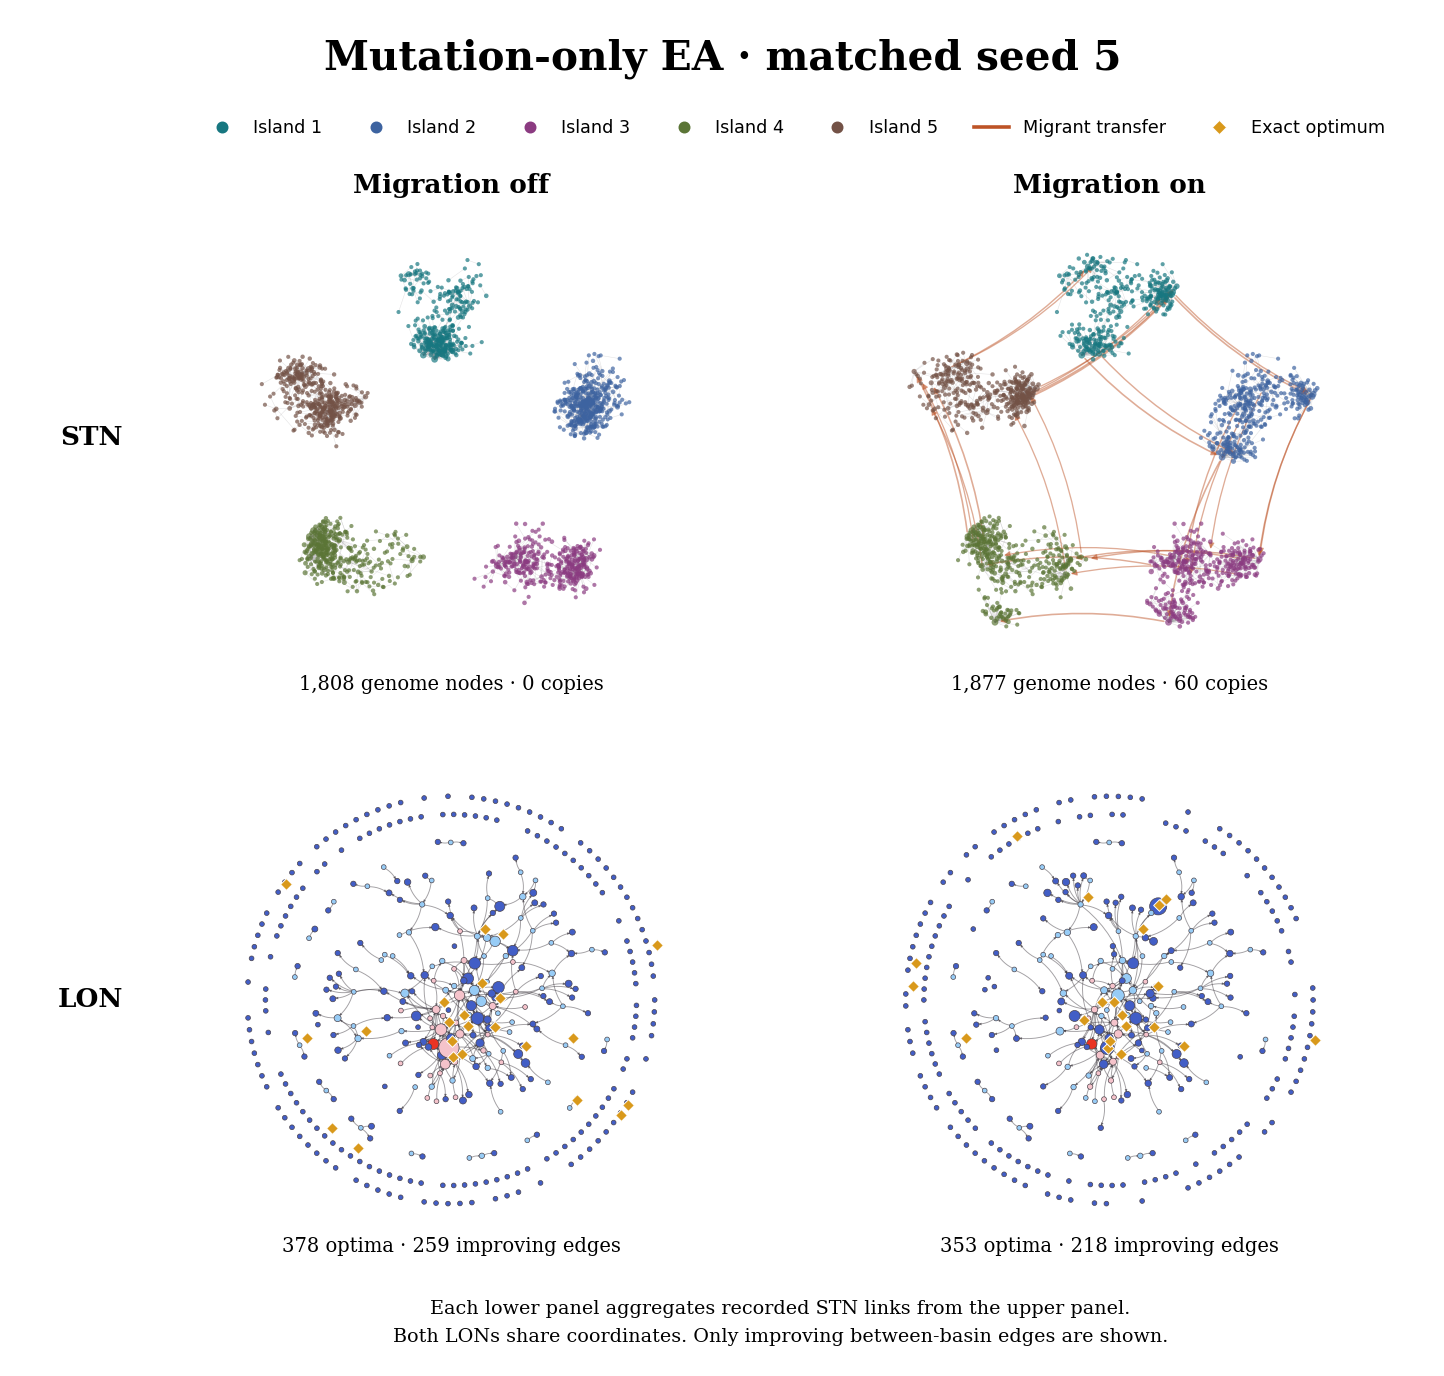 Mutation-only EA · matched seed 5
Island 1 Island 2 Island 3 Island 4 Island 5 Migrant transfer Exact optimum
Migration off Migration on
STN
1,808 genome nodes · 0 copies 1,877 genome nodes · 60 copies
LON
378 optima · 259 improving edges 353 optima · 218 improving edges
Each lower panel aggregates recorded STN links from the upper panel.
Both LONs share coordinates. Only improving between-basin edges are shown.